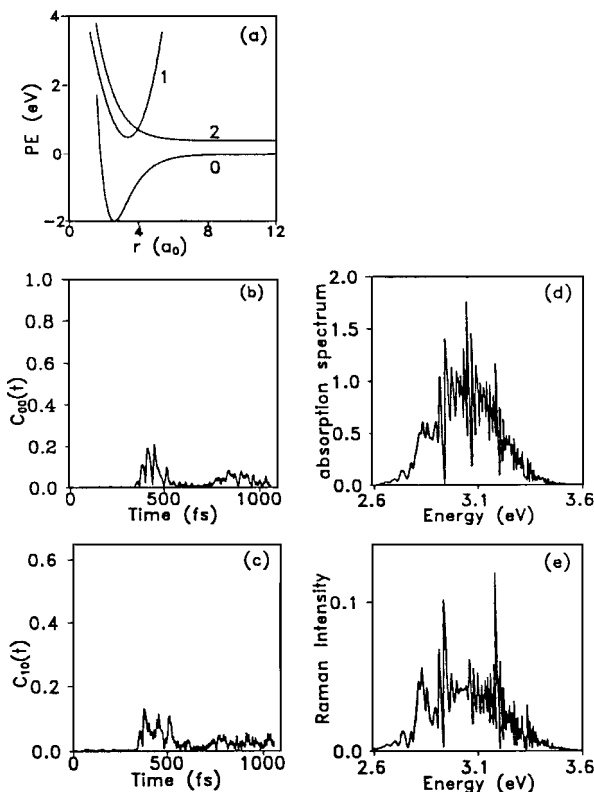 (a)
PE (eV)
4
2
0
−2
1
2
0
0
4
8
12
r (a₀)
(b)
C₀₀(t)
1.0
0.8
0.6
0.4
0.2
0.0
0
500
1000
Time (fs)
(d)
absorption spectrum
2.0
1.5
1.0
0.5
0.0
2.6
3.1
3.6
Energy (eV)
(c)
C₁₀(t)
0.6
0.4
0.2
0.0
0
500
1000
Time (fs)
(e)
Raman Intensity
0.1
0
2.6
3.1
3.6
Energy (eV)